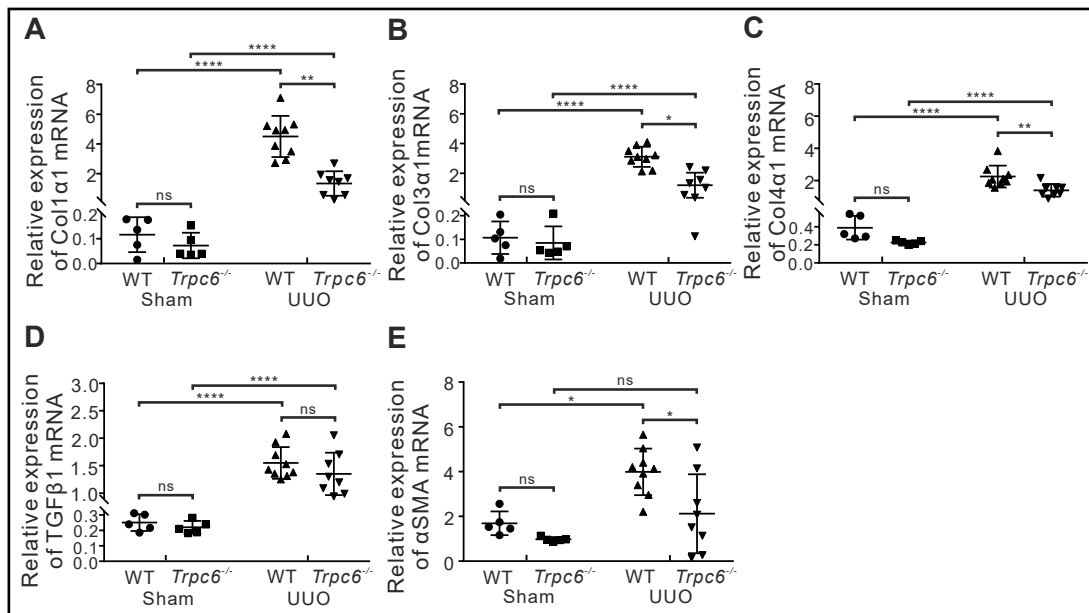 A
Relative expression
of Col1α1 mRNA
8
6
4
2
0.2
0.1
0.0
ns
****
****
**
WT Trpc6-/- WT Trpc6-/-
Sham UUO
B
Relative expression
of Col3α1mRNA
8
6
4
2
0.2
0.1
0.0
ns
****
****
*
WT Trpc6-/- WT Trpc6-/-
Sham UUO
C
Relative expression
of Col4α1 mRNA
8
6
4
2
0.4
0.2
0.0
ns
****
****
**
WT Trpc6-/- WT Trpc6-/-
Sham UUO
D
Relative expression
of TGFβ1 mRNA
3.0
2.5
2.0
1.5
1.0
0.3
0.2
0.1
0.0
ns
****
****
ns
WT Trpc6-/- WT Trpc6-/-
Sham UUO
E
Relative expression
of αSMA mRNA
8
6
4
2
0
ns
*
ns
*
WT Trpc6-/- WT Trpc6-/-
Sham UUO